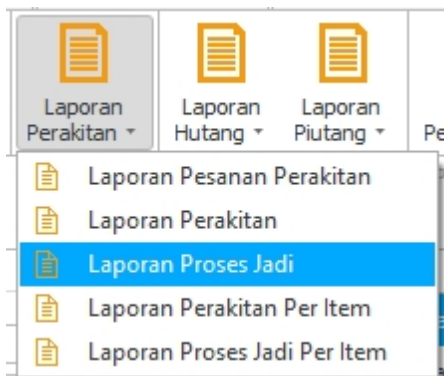 Laporan
Perakitan
Laporan
Hutang
Laporan
Piutang
Laporan Pesanan Perakitan
Laporan Perakitan
Laporan Proses Jadi
Laporan Perakitan Per Item
Laporan Proses Jadi Per Item